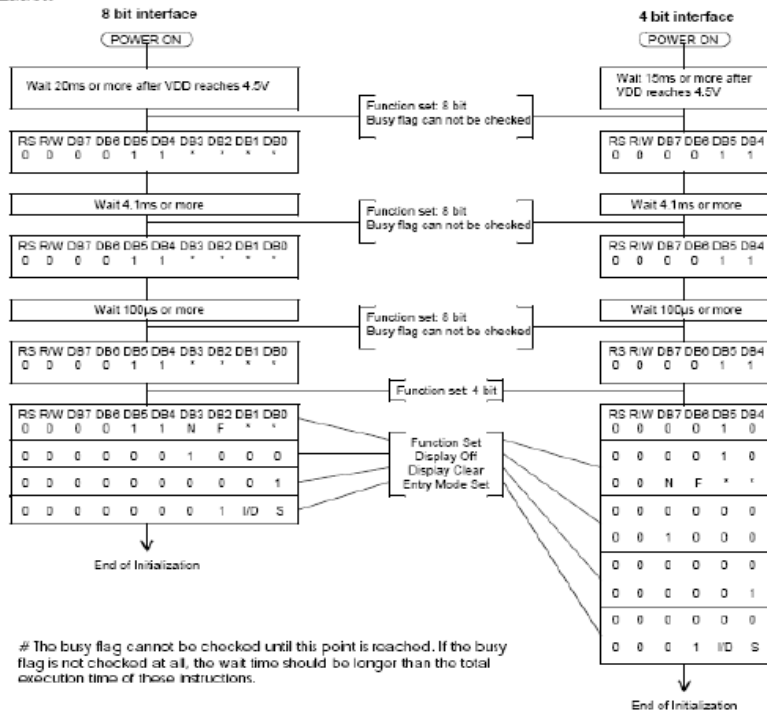 8 bit interface
POWER ON
Wait 20ms or more after VDD reaches 4.5V
RS R/W DB7 DB6 DB5 DB4 DB3 DB2 DB1 DB0
0 0 0 0 1 1 * * * *
Wait 4.1ms or more
RS R/W DB7 DB6 DB5 DB4 DB3 DB2 DB1 DB0
0 0 0 0 1 1 * * * *
Wait 100µs or more
RS R/W DB7 DB6 DB5 DB4 DB3 DB2 DB1 DB0
0 0 0 0 1 1 * * * *
RS R/W DB7 DB6 DB5 DB4 DB3 DB2 DB1 DB0
0 0 0 0 1 1 N F * *
0 0 0 0 0 0 1 0 0 0
0 0 0 0 0 0 0 0 0 1
0 0 0 0 0 0 0 1 I/D S
End of Initialization
Function set: 8 bit
Busy flag can not be checked
Function set: 8 bit
Busy flag can not be checked
Function set: 8 bit
Busy flag can not be checked
Function set: 4 bit
Function Set
Display Off
Display Clear
Entry Mode Set
4 bit interface
POWER ON
Wait 15ms or more after
VDD reaches 4.5V
RS R/W DB7 DB6 DB5 DB4
0 0 0 0 1 1
Wait 4.1ms or more
RS R/W DB7 DB6 DB5 DB4
0 0 0 0 1 1
Wait 100µs or more
RS R/W DB7 DB6 DB5 DB4
0 0 0 0 1 1
RS R/W DB7 DB6 DB5 DB4
0 0 0 0 1 0
0 0 0 0 1 0
0 0 N F * *
0 0 0 0 0 0
0 0 1 0 0 0
0 0 0 0 0 0
0 0 0 0 0 1
0 0 0 0 0 0
0 0 0 1 I/D S
End of Initialization
# The busy flag cannot be checked until this point is reached. If the busy
flag is not checked at all, the wait time should be longer than the total
execution time of these instructions.